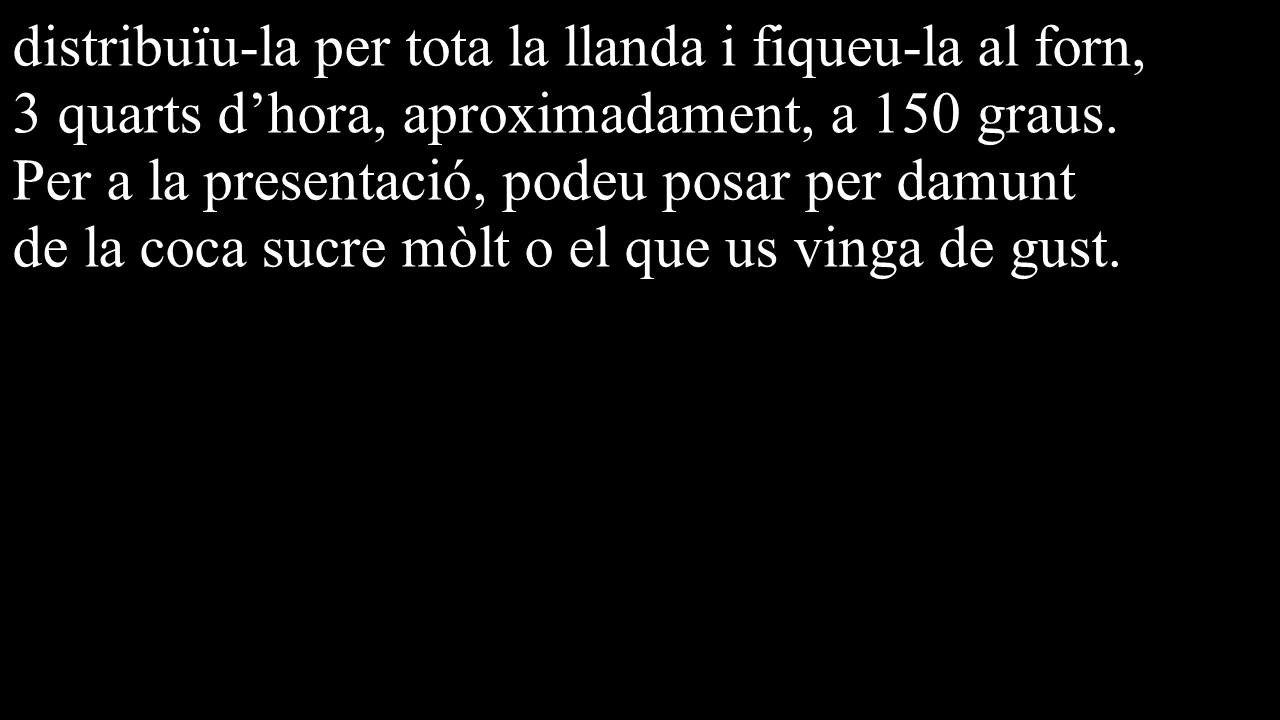 distribuïu-la per tota la llanda i fiqueu-la al forn,
3 quarts d’hora, aproximadament, a 150 graus.
Per a la presentació, podeu posar per damunt
de la coca sucre mòlt o el que us vinga de gust.